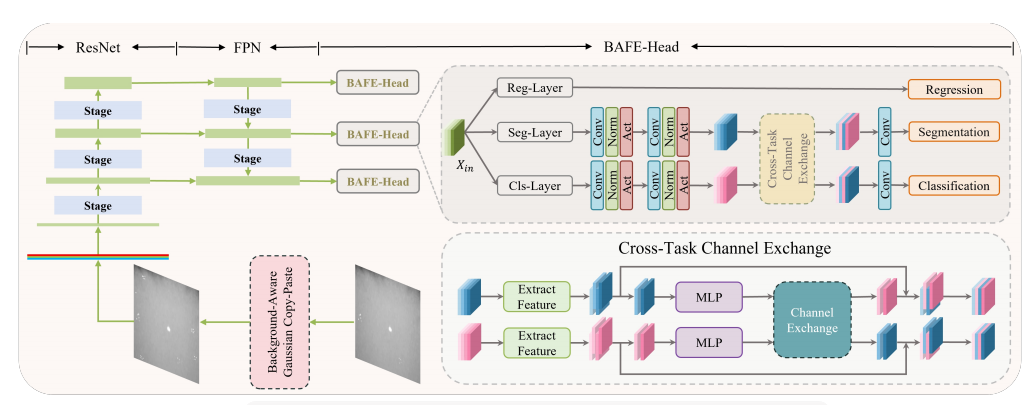 ResNet
FPN
BAFE-Head
BAFE-Head
Reg-Layer
Regression
Stage
Stage
BAFE-Head
X_in
Seg-Layer
Conv
Norm
Act
Conv
Norm
Act
Cross-Task
Channel
Exchange
Conv
Segmentation
Stage
Stage
BAFE-Head
Cls-Layer
Conv
Norm
Act
Conv
Norm
Act
Conv
Classification
Stage
Background-Aware
Gaussian Copy-Paste
Cross-Task Channel Exchange
Extract
Feature
MLP
Channel
Exchange
Extract
Feature
MLP